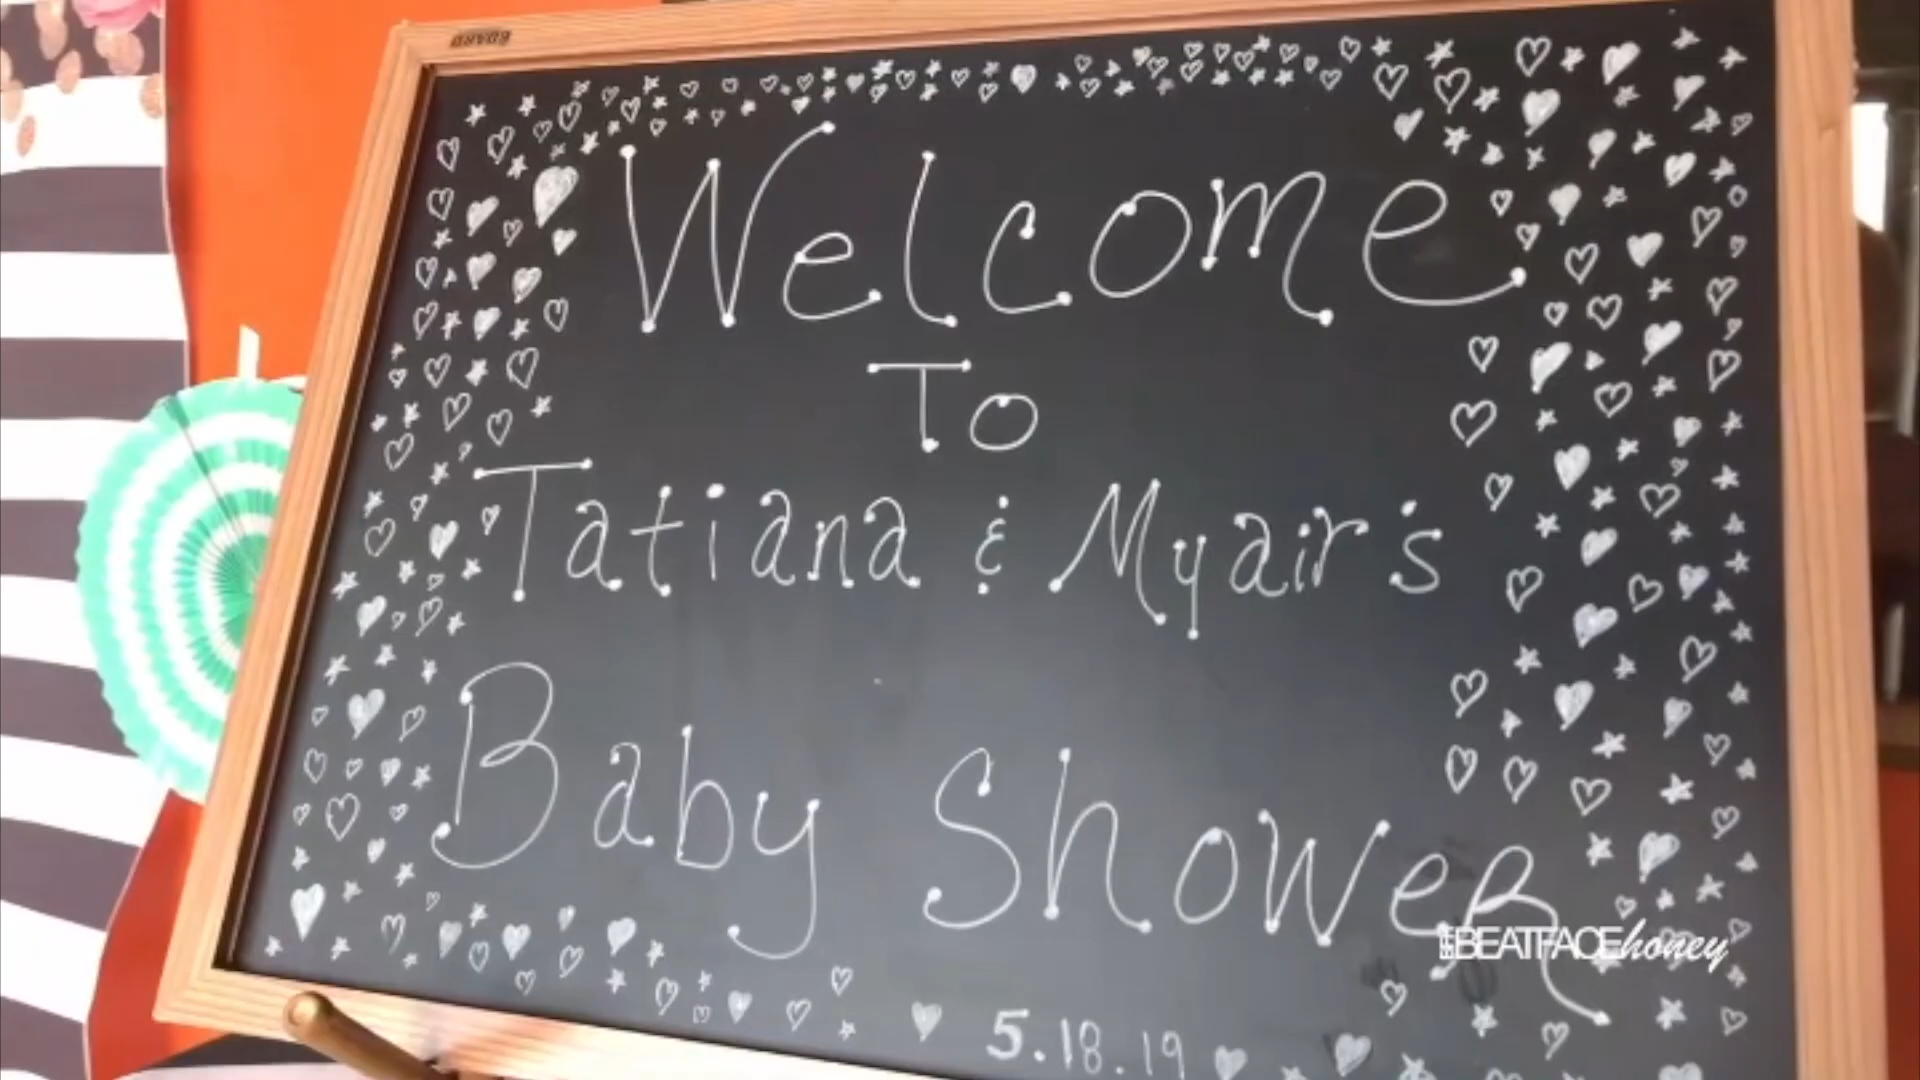 Welcome
To
Tatiana & Myair's
Baby Shower
5.18.19
BEATFACEhoney